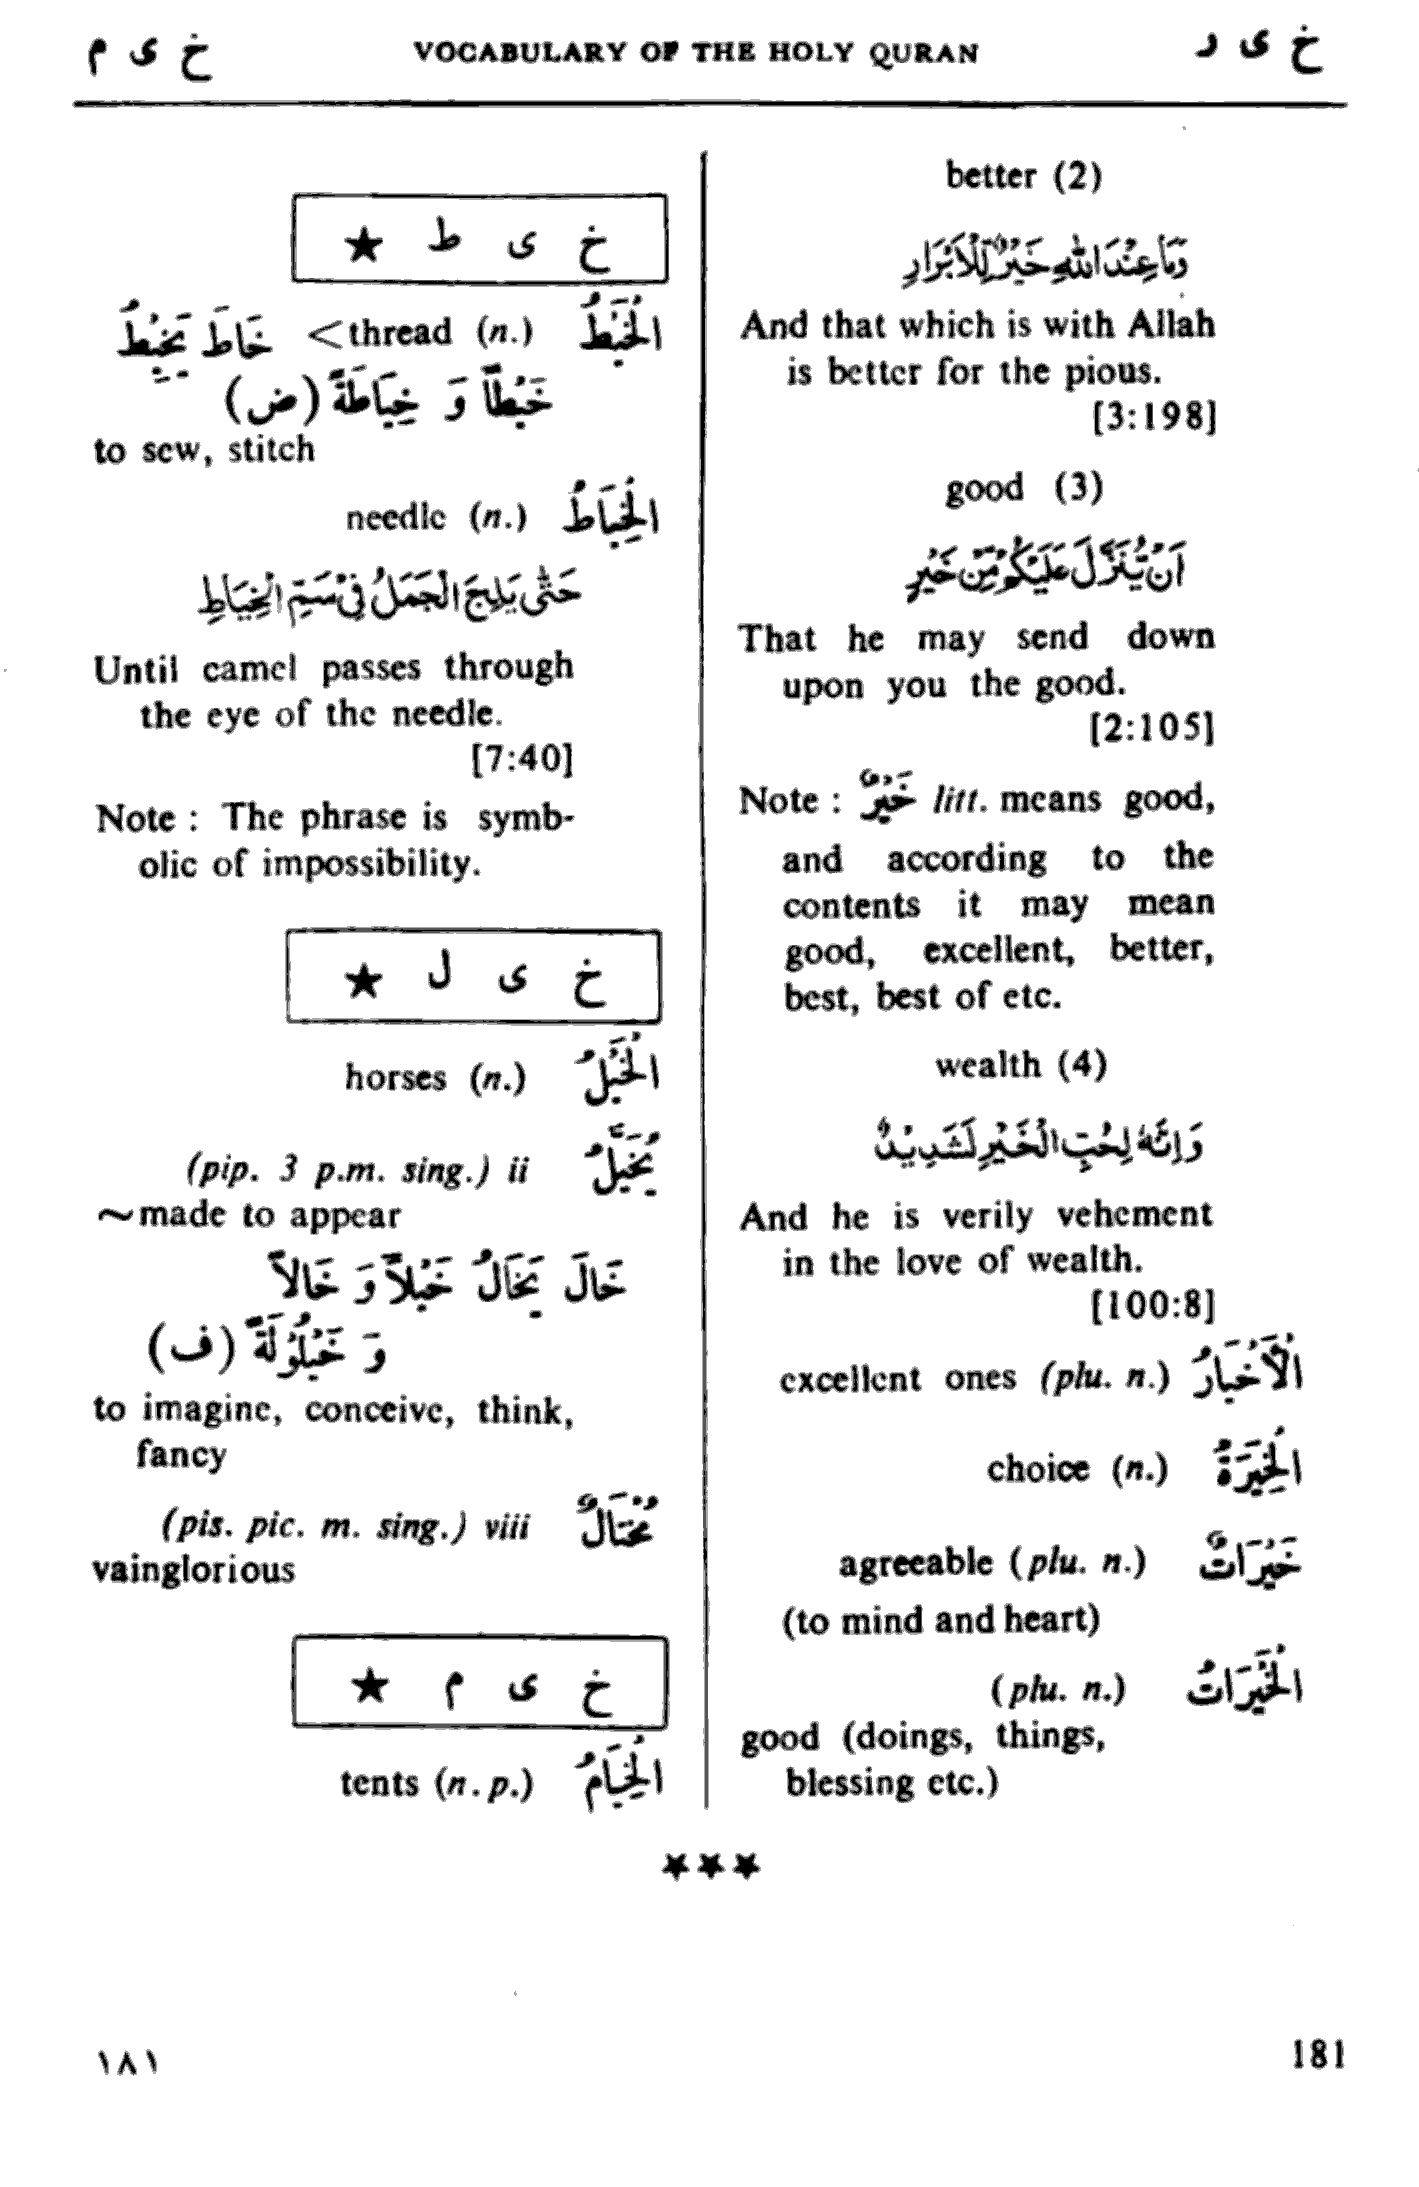 خ ى م VOCABULARY OF THE HOLY QURAN خ ى ر
better (2)
وَمَا عِنْدَ اللّٰهِ خَيْرٌ لِّلْاَبْرَارِ
And that which is with Allah
is better for the pious.
[3:198]
good (3)
اَنْ يُّنَزَّلَ عَلَيْكُمْ مِّنْ خَيْرٍ
That he may send down
upon you the good.
[2:105]
Note : خَيْرٌ litt. means good,
and according to the
contents it may mean
good, excellent, better,
best, best of etc.
wealth (4)
وَاِنَّهٗ لِحُبِّ الْخَيْرِ لَشَدِيْدٌ
And he is verily vehement
in the love of wealth.
[100:8]
excellent ones (plu. n.) اَلْاَخْيَارُ
choice (n.) الْخِيَرَةُ
agreeable (plu. n.) خَيْرَاتٌ
(to mind and heart)
(plu. n.) الْخَيْرَاتُ
good (doings, things,
blessing etc.)
خ ى ط ★
الْخَيْطُ thread (n.) > خَاطَ يَخِيْطُ
خَيْطاً وَ خِيَاطَةً (ض)
to sew, stitch
needle (n.) الْخِيَاطُ
حَتّٰى يَلِجَ الْجَمَلُ فِيْ سَمِّ الْخِيَاطِ
Until camel passes through
the eye of the needle.
[7:40]
Note : The phrase is symb-
olic of impossibility.
خ ى ل ★
horses (n.) الْخَيْلُ
(pip. 3 p.m. sing.) ii يُخَيَّلُ
~made to appear
خَالَ يَخَالُ خَيْلاً وَ خَالاً
وَ خَيْلُوْلَةً (ف)
to imagine, conceive, think,
fancy
(pis. pic. m. sing.) viii مُخْتَالٌ
vainglorious
خ ى م ★
tents (n. p.) الْخِيَامُ
★★★
١٨١ 181